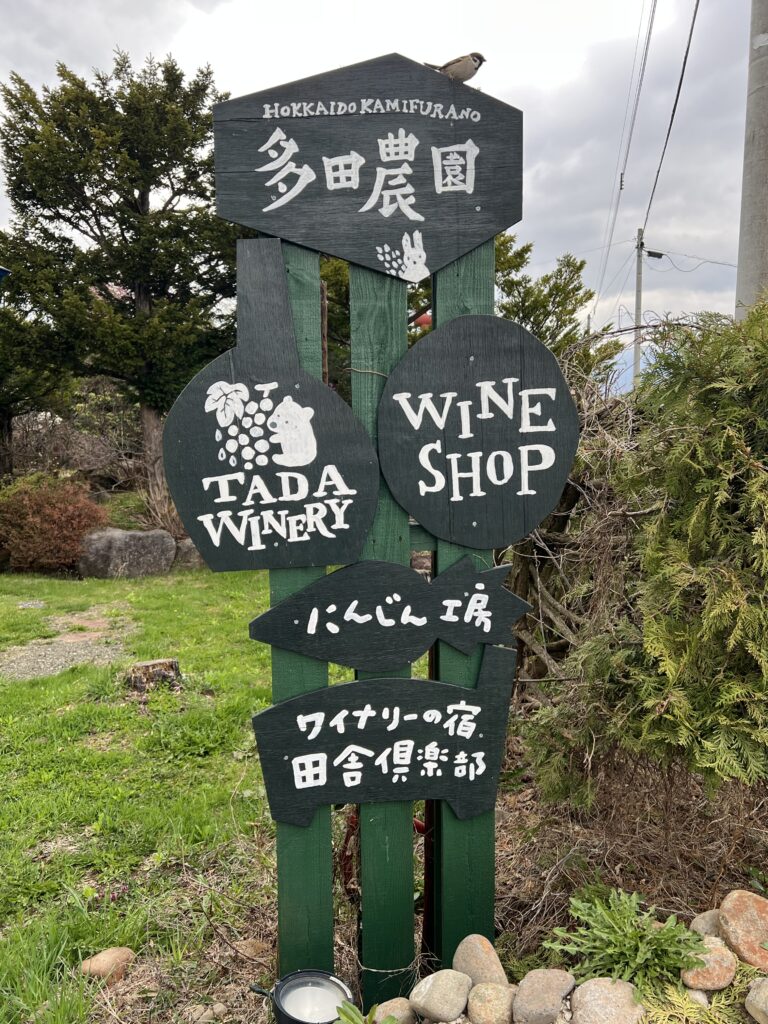 HOKKAIDO KAMIFURANO
多田農園
TADA
WINERY
WINE
SHOP
にんじん工房
ワイナリーの宿
田舎倶楽部